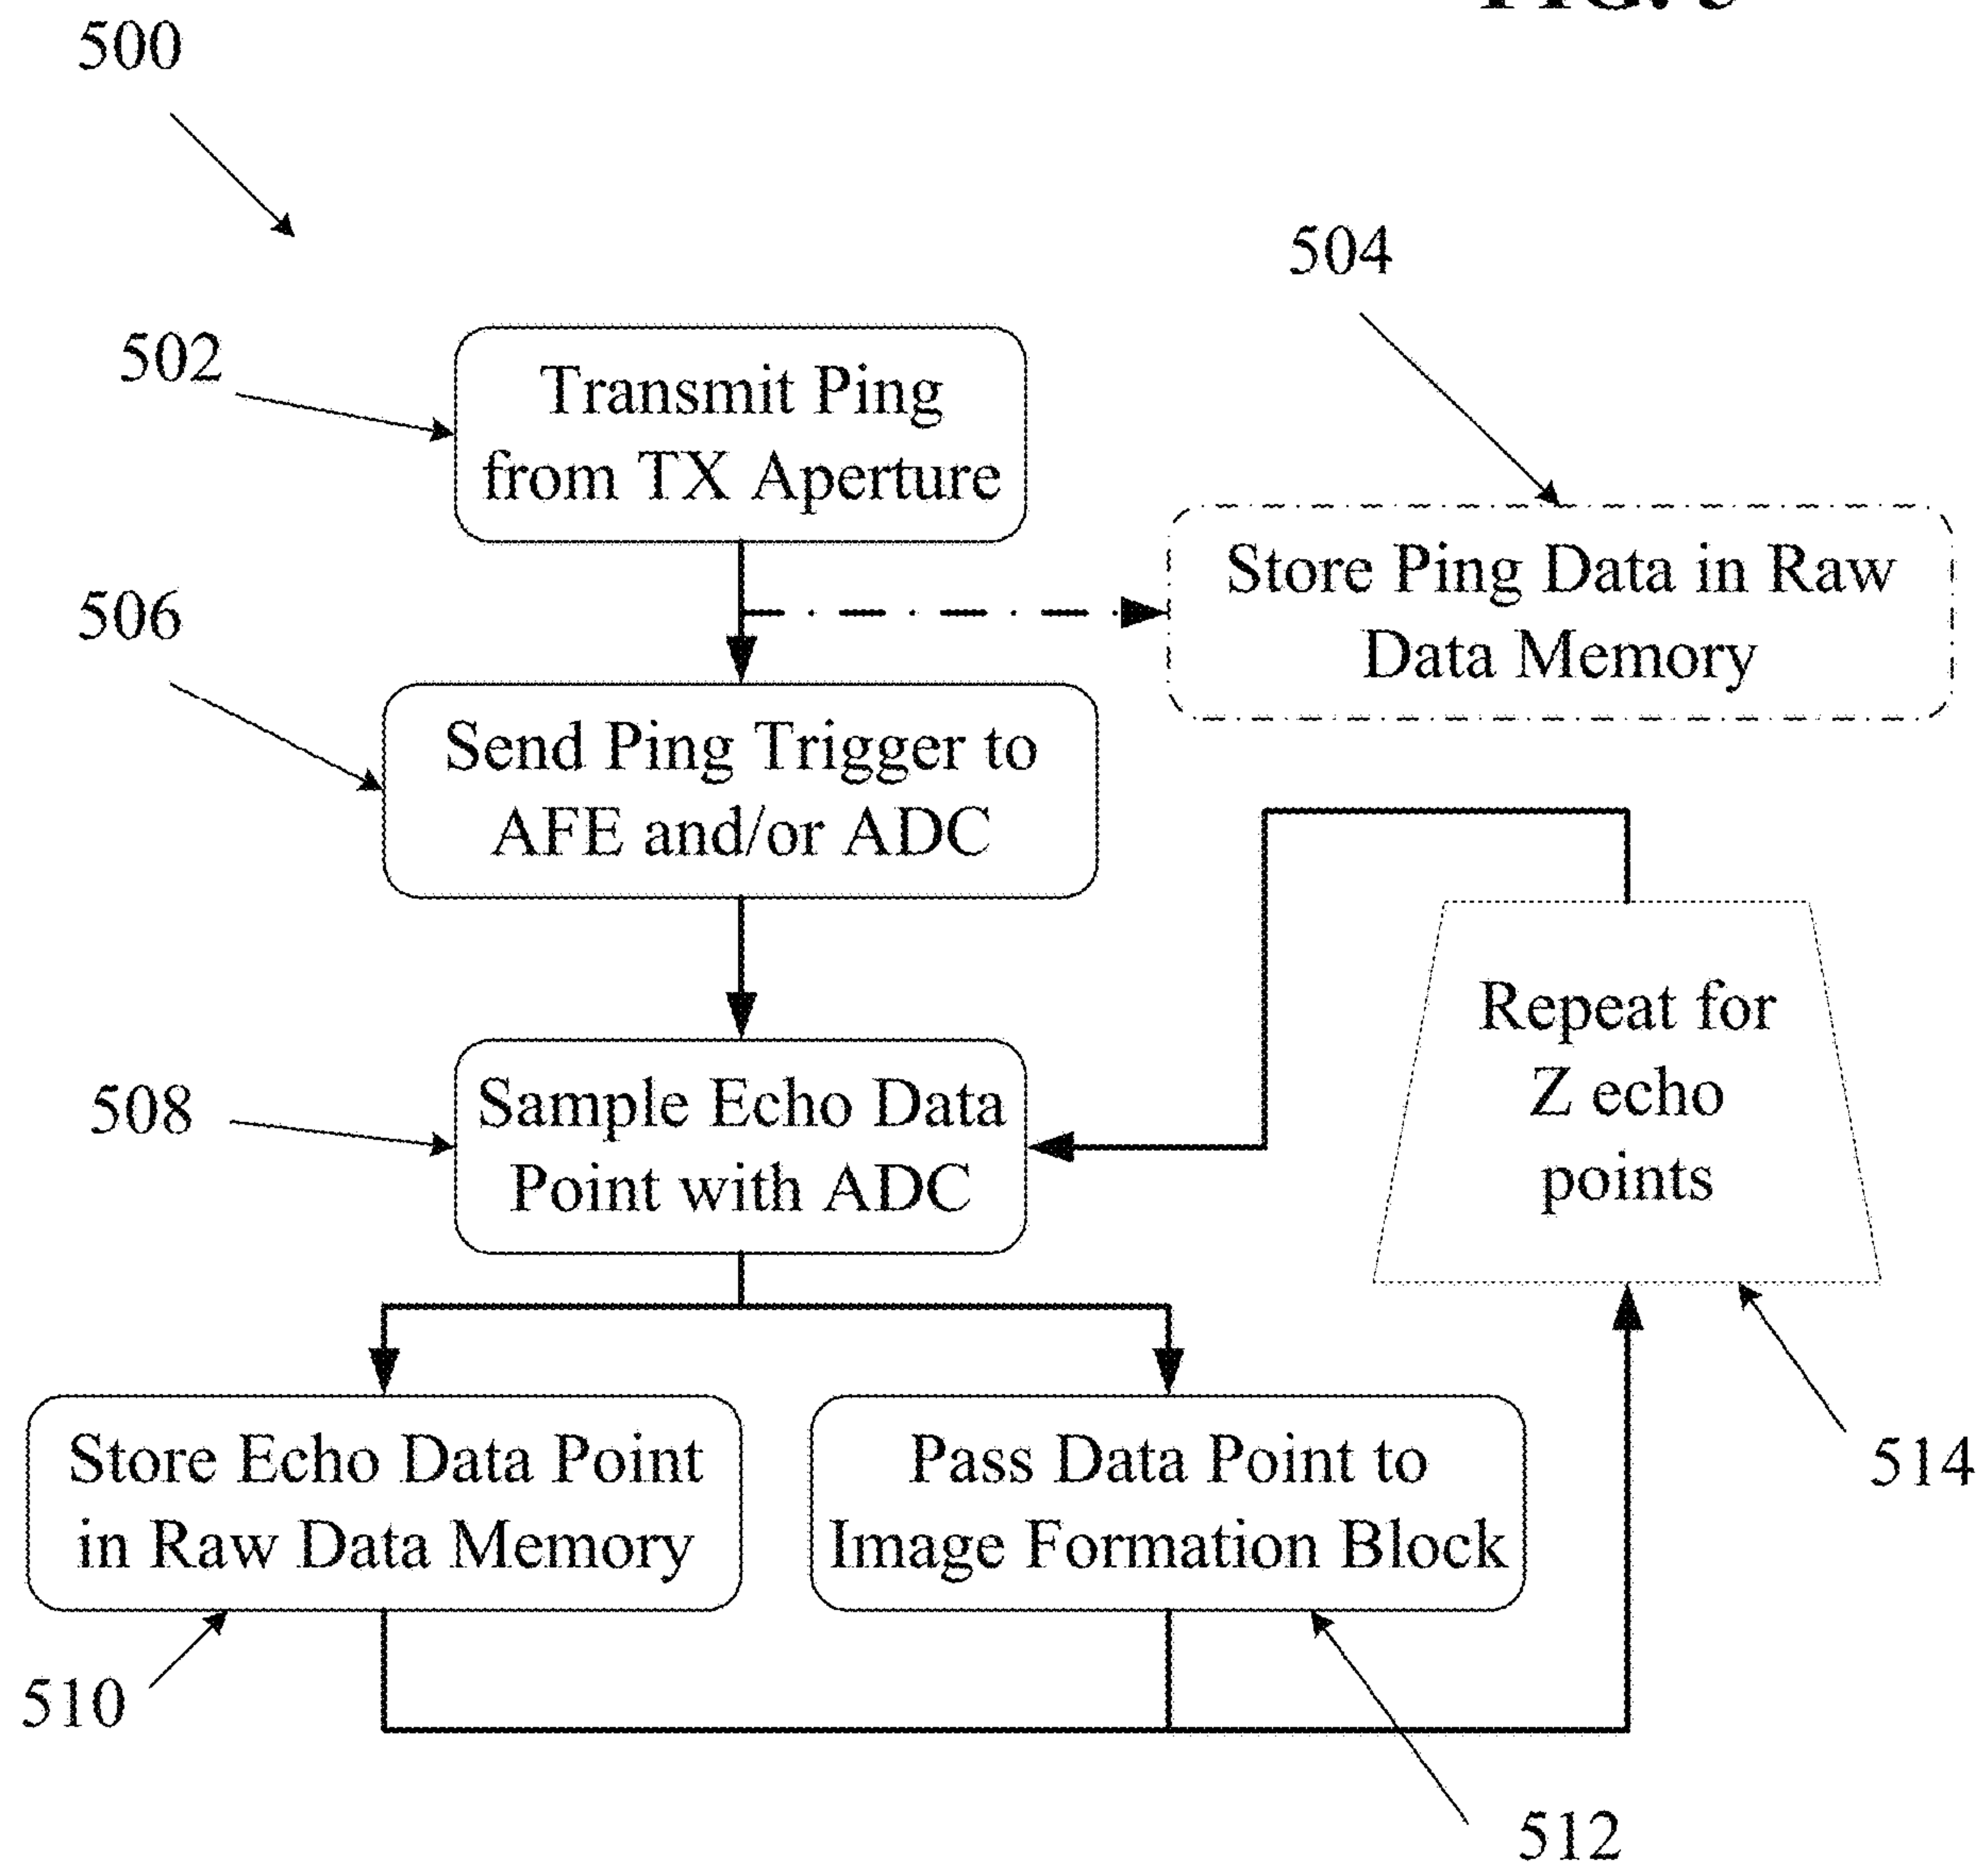 500
504
502
Transmit Ping
from TX Aperture
Store Ping Data in Raw
Data Memory
506
Send Ping Trigger to
AFE and/or ADC
Repeat for
Z echo
points
508
Sample Echo Data
Point with ADC
Store Echo Data Point
in Raw Data Memory
Pass Data Point to
Image Formation Block
514
510
512